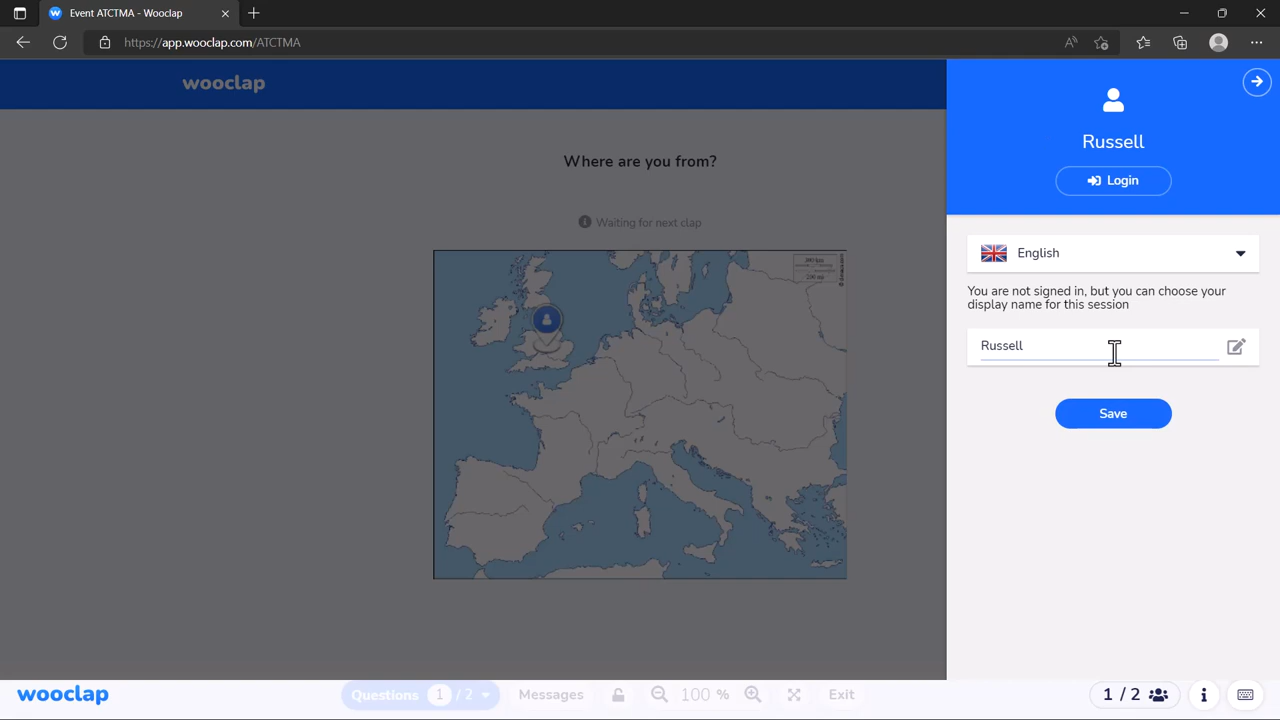 Event ATCTMA - Wooclap
https://app.wooclap.com/ATCTMA
wooclap
Russell
Login
Where are you from?
Waiting for next clap
English
You are not signed in, but you can choose your
display name for this session
Russell
Save
wooclap
Questions 1 / 2
Messages
100 %
Exit
1 / 2